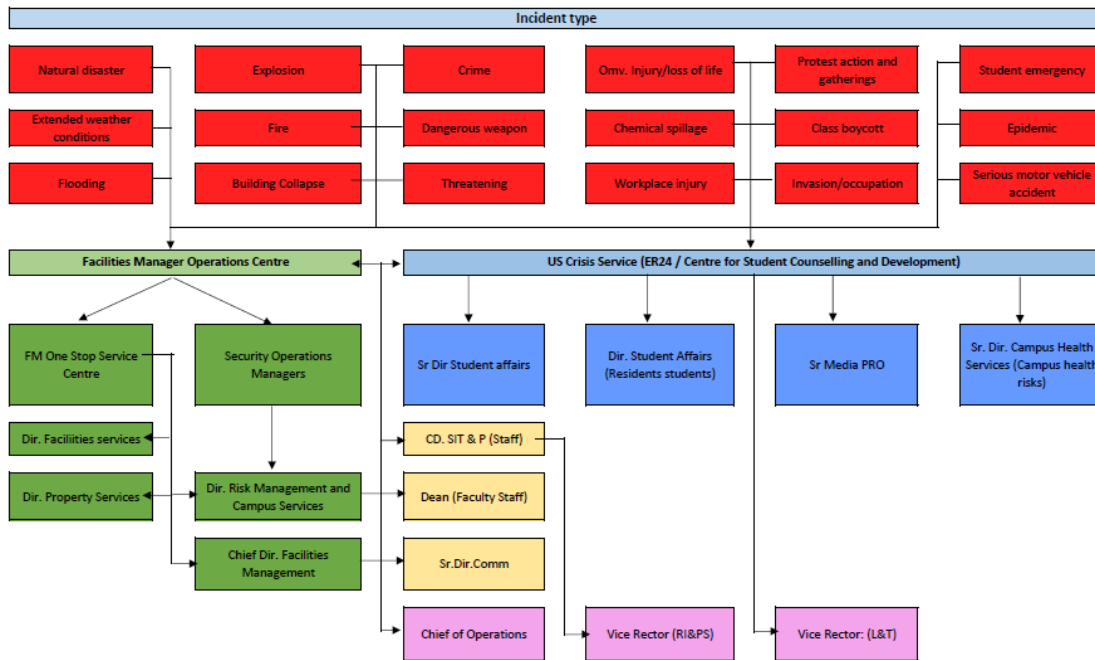 Incident type
Natural disaster
Explosion
Crime
Omv. Injury/loss of life
Protest action and
gatherings
Student emergency
Extended weather
conditions
Fire
Dangerous weapon
Chemical spillage
Class boycott
Epidemic
Flooding
Building Collapse
Threatening
Workplace injury
Invasion/occupation
Serious motor vehicle
accident
Facilities Manager Operations Centre
US Crisis Service (ER24 / Centre for Student Counselling and Development)
FM One Stop Service
Centre
Security Operations
Managers
Sr Dir Student affairs
Dir. Student Affairs
(Residents students)
Sr Media PRO
Sr. Dir. Campus Health
Services (Campus health
risks)
Dir. Faciliities services
CD. SIT & P (Staff)
Dir. Property Services
Dir. Risk Management and
Campus Services
Dean (Faculty Staff)
Chief Dir. Facilities
Management
Sr.Dir.Comm
Chief of Operations
Vice Rector (RI&PS)
Vice Rector: (L&T)